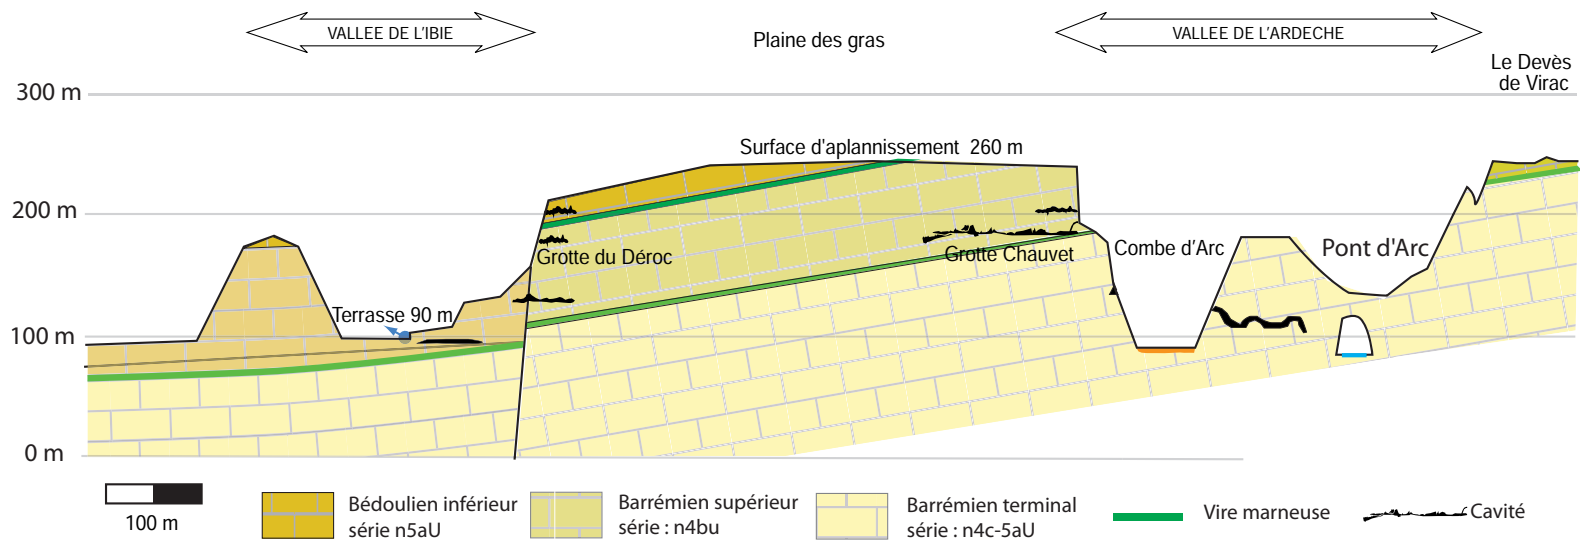 VALLEE DE L'IBIE
Plaine des gras
VALLEE DE L'ARDECHE
Le Devès
de Virac
300 m
Surface d'aplannissement 260 m
200 m
Grotte du Déroc
Grotte Chauvet
Combe d'Arc
Pont d'Arc
Terrasse 90 m
100 m
0 m
100 m
Bédoulien inférieur
série n5aU
Barrémien supérieur
série : n4bu
Barrémien terminal
série : n4c-5aU
Vire marneuse
Cavité